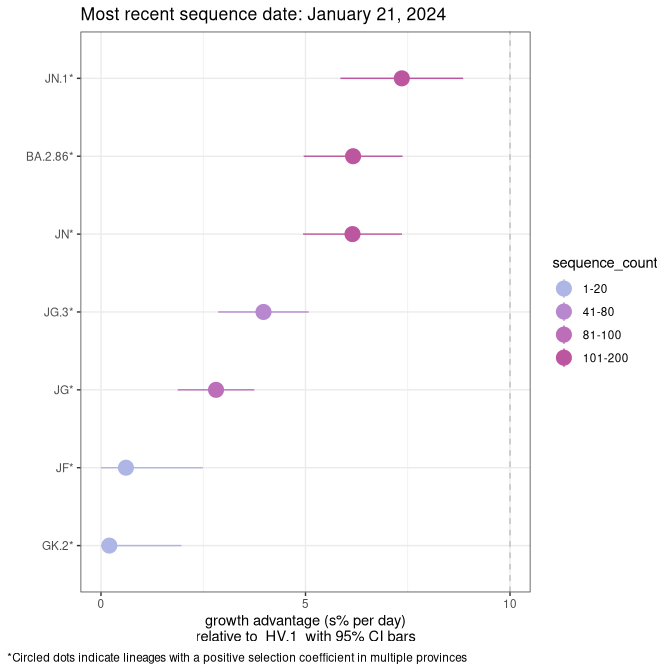 Most recent sequence date: January 21, 2024
JN.1*
BA.2.86*
JN*
JG.3*
JG*
JF*
GK.2*
0 5 10
growth advantage (s% per day)
relative to HV.1 with 95% CI bars
sequence_count
1-20
41-80
81-100
101-200
*Circled dots indicate lineages with a positive selection coefficient in multiple provinces